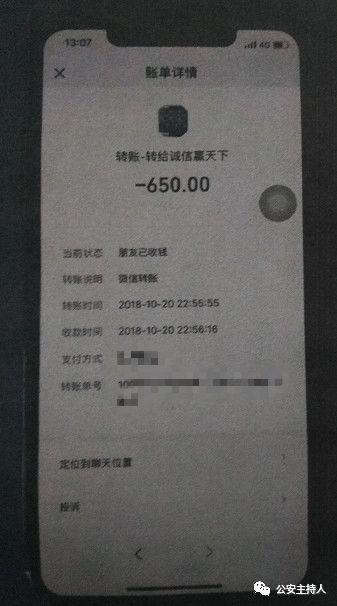 13:07 4G
账单详情
转账-转给诚信赢天下
-650.00
当前状态 朋友已收钱
转账说明 微信转账
转账时间 2018-10-20 22:55:55
收款时间 2018-10-20 22:56:16
支付方式
转账单号 100
定位到聊天位置
投诉
公安主持人